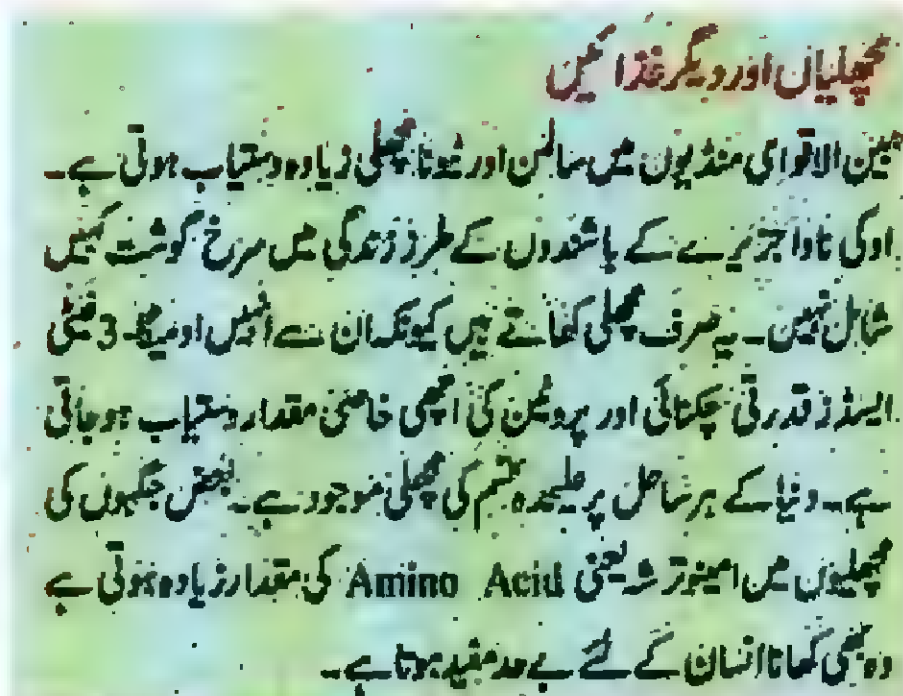 مچھلیاں اور دیگر غذائیں
بین الاقوامی منڈیوں میں سالمن اور ٹیونا مچھلی زیادہ دستیاب ہوتی ہے۔
اوکی ناوا جزیرے کے باشندوں کے طرز زندگی میں سرخ گوشت کہیں
شامل نہیں۔ یہ صرف مچھلی کھاتے ہیں کیونکہ ان سے انہیں اومیگا۔3 فیٹی
ایسڈز قدرتی چکنائی اور پروٹین کی اچھی خاصی مقدار دستیاب ہو جاتی
ہے۔ دنیا کے ہر ساحل پر علیحدہ قسم کی مچھلی موجود ہے۔ بعض جگہوں کی
مچھلیوں میں امینو ترشہ یعنی Amino Acid کی مقدار زیادہ ہوتی ہے
وہ بھی کھانا انسان کے لئے بے حد مفید ہوتا ہے۔